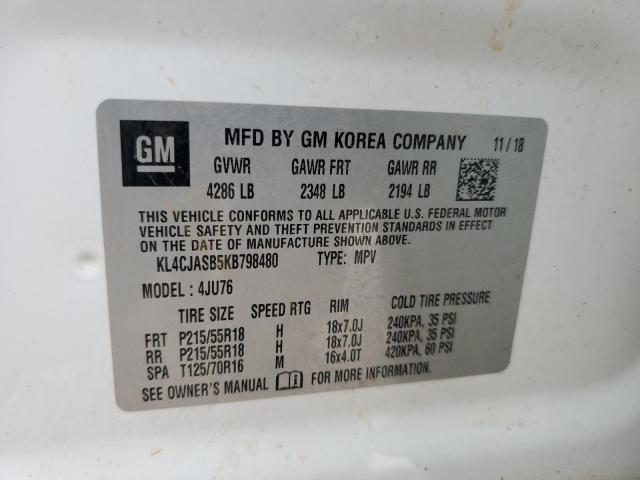 GM MFD BY GM KOREA COMPANY 11/18
GVWR GAWR FRT GAWR RR
4286 LB 2348 LB 2194 LB
THIS VEHICLE CONFORMS TO ALL APPLICABLE U.S. FEDERAL MOTOR
VEHICLE SAFETY AND THEFT PREVENTION STANDARDS IN EFFECT
ON THE DATE OF MANUFACTURE SHOWN ABOVE.
KL4CJASB5KB798480 TYPE: MPV
MODEL : 4JU76
TIRE SIZE SPEED RTG RIM COLD TIRE PRESSURE
FRT P215/55R18 H 18x7.0J 240KPA, 35 PSI
RR P215/55R18 H 18x7.0J 240KPA, 35 PSI
SPA T125/70R16 M 16x4.0T 420KPA, 60 PSI
SEE OWNER'S MANUAL FOR MORE INFORMATION.